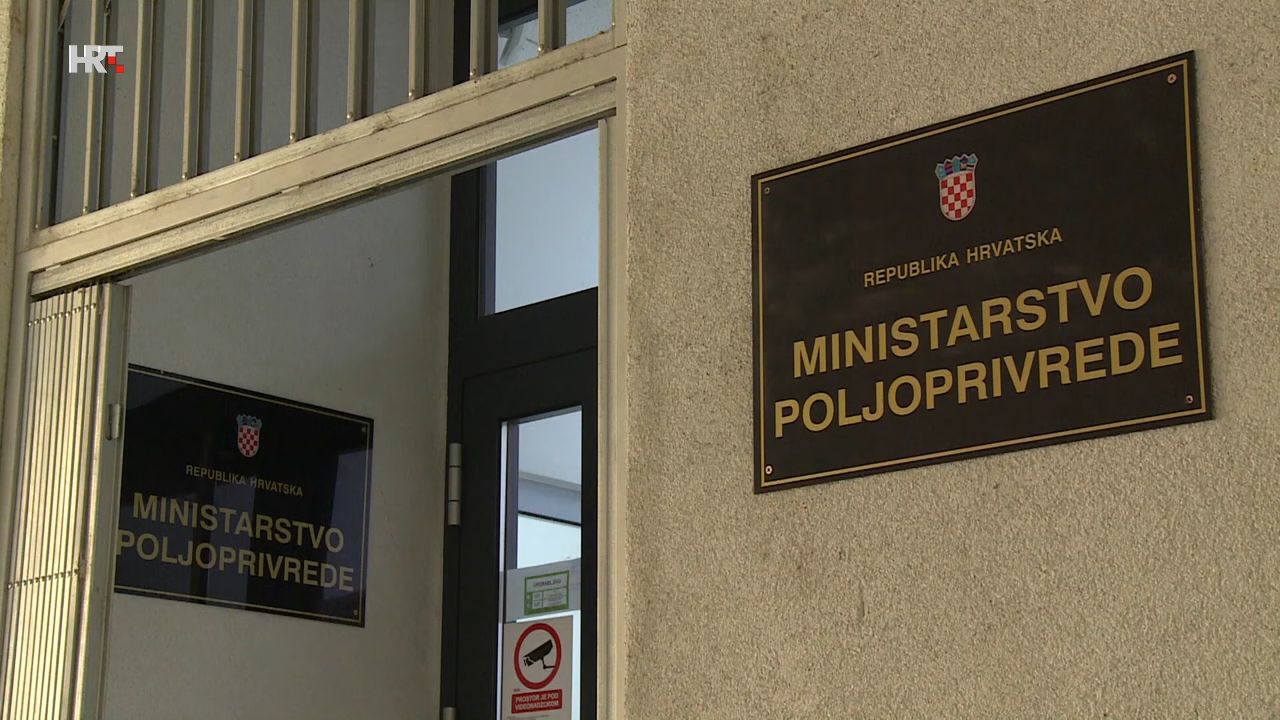 HRT
REPUBLIKA HRVATSKA
MINISTARSTVO
POLJOPRIVREDE
REPUBLIKA HRVATSKA
MINISTARSTVO
POLJOPRIVREDE
PROSTOR JE POD
VIDEONADZOROM